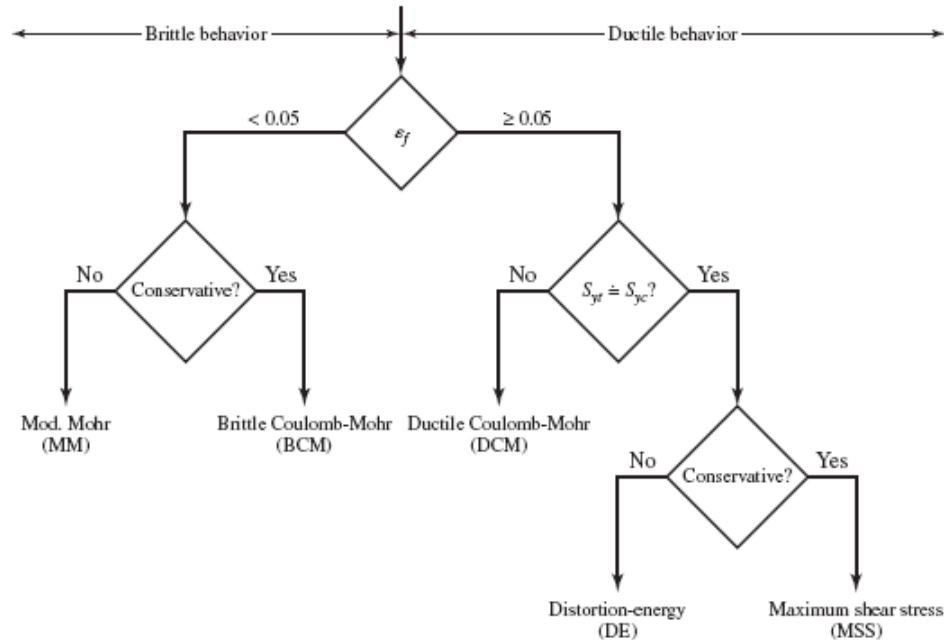 Brittle behavior
Ductile behavior
< 0.05
≥ 0.05
εf
No
Conservative?
Yes
No
Syt ≐ Syc?
Yes
Mod. Mohr
(MM)
Brittle Coulomb-Mohr
(BCM)
Ductile Coulomb-Mohr
(DCM)
No
Conservative?
Yes
Distortion-energy
(DE)
Maximum shear stress
(MSS)